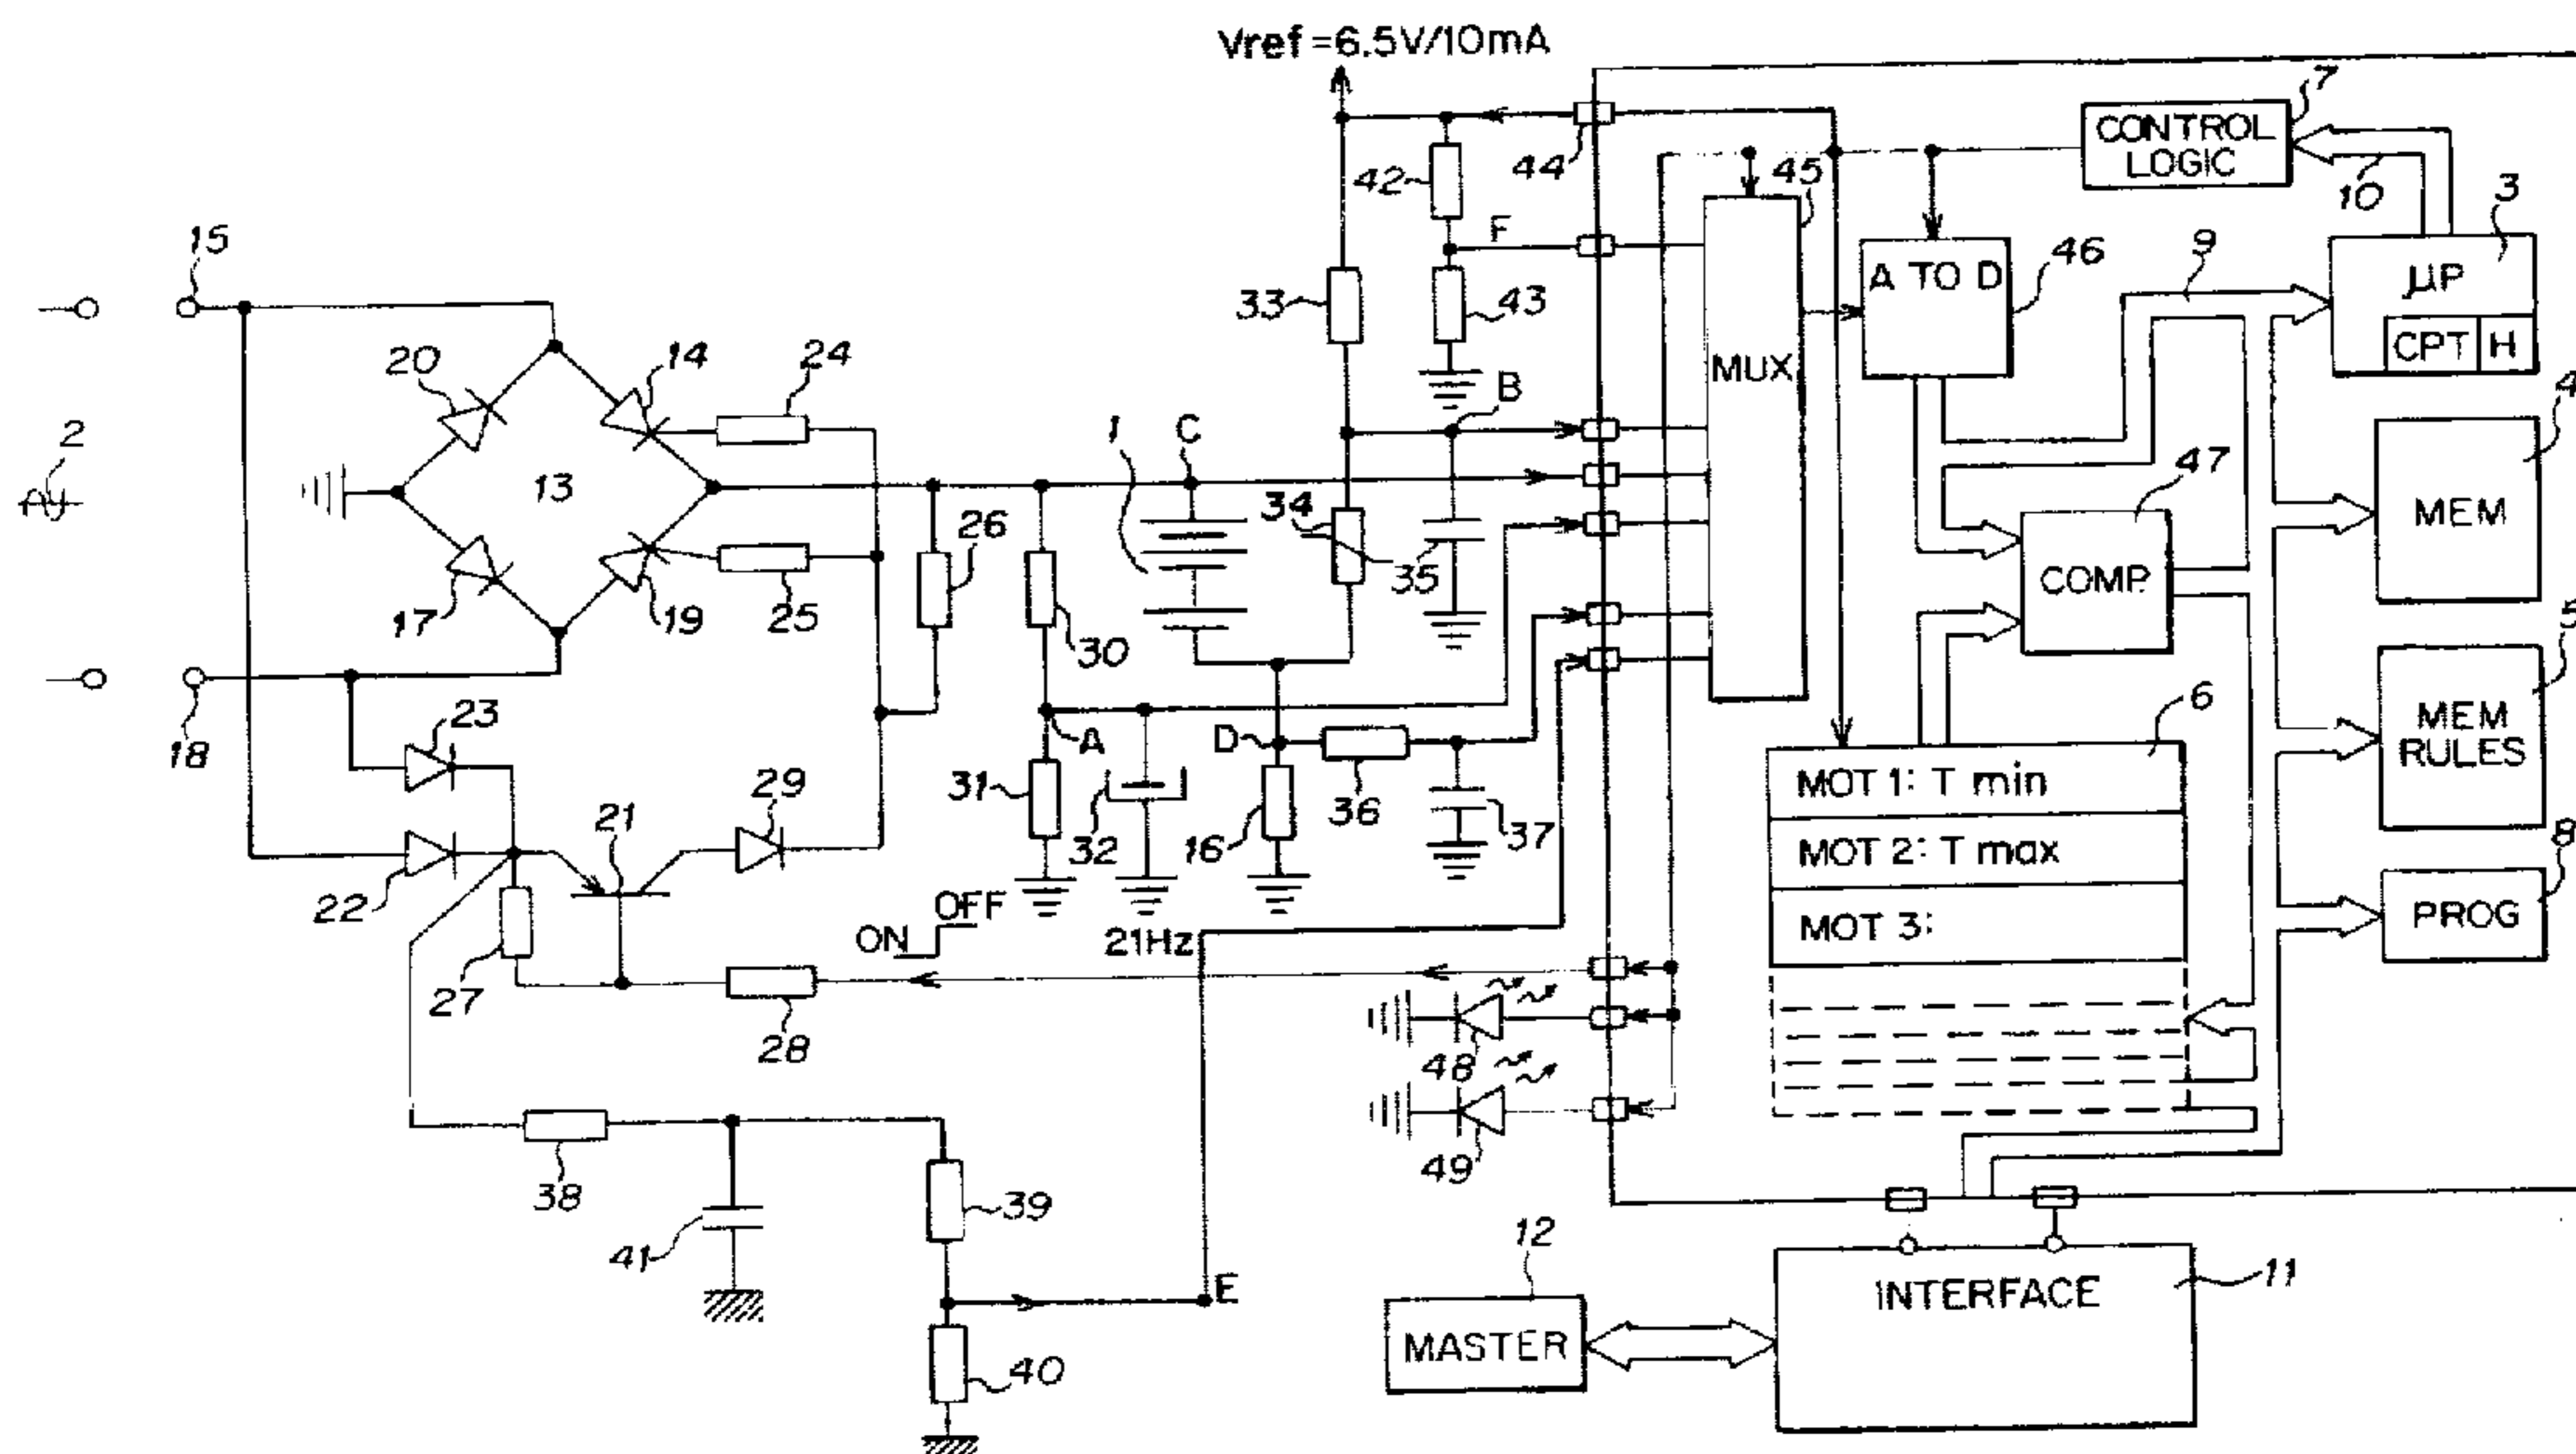 Vref =6.5V/10mA
7
CONTROL
LOGIC
44
45
10
3
42
15
F
9
46
A TO D
μP
33
43
CPT
H
20
14
24
MUX
B
4
2
1
C
47
13
34
MEM
26
35
COMP.
17
19
25
30
5
6
23
MEM
RULES
18
A
D
MOT 1: T min
29
31
36
21
32
16
37
MOT 2: T max
8
22
OFF
ON
21Hz
MOT 3:
PROG
27
28
48
49
38
39
41
12
E
INTERFACE
11
MASTER
40